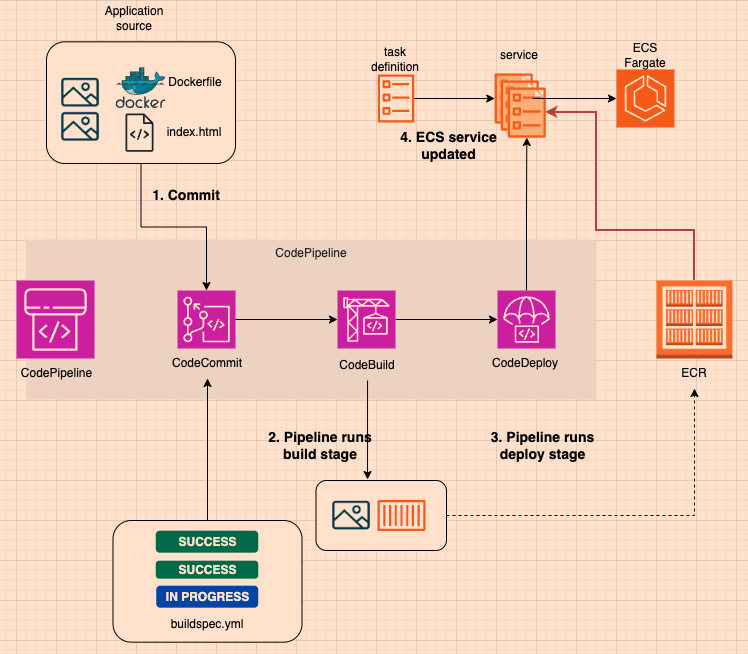 Application
source
Dockerfile
docker
index.html
1. Commit
task
definition
service
ECS
Fargate
4. ECS service
updated
CodePipeline
CodePipeline
CodeCommit
CodeBuild
CodeDeploy
ECR
2. Pipeline runs
build stage
3. Pipeline runs
deploy stage
SUCCESS
SUCCESS
IN PROGRESS
buildspec.yml